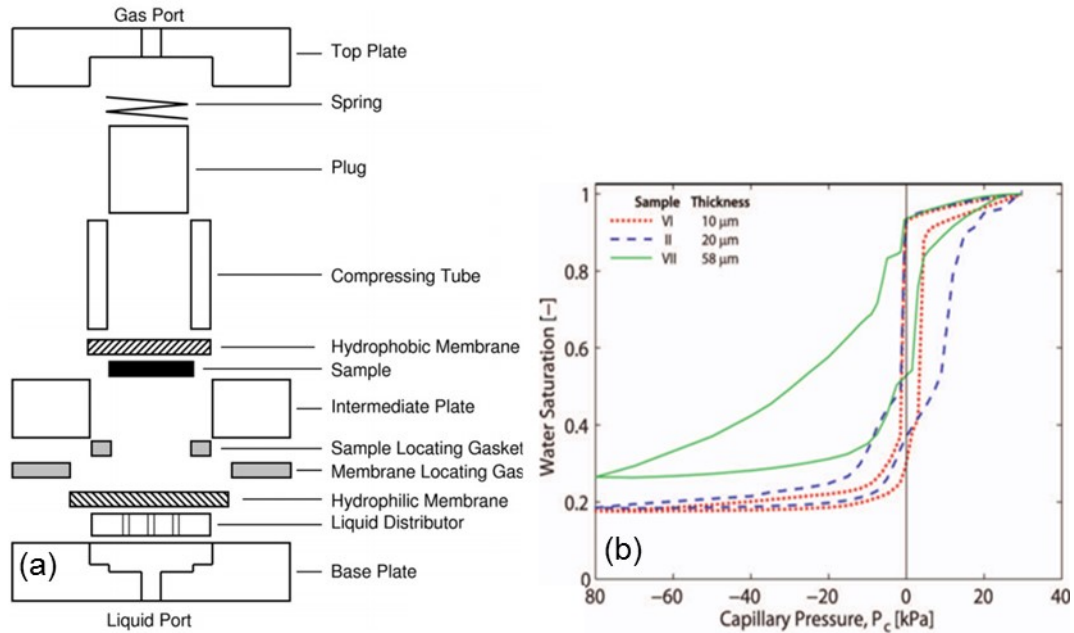 Gas Port
Top Plate
Spring
Plug
Compressing Tube
Hydrophobic Membrane
Sample
Intermediate Plate
Sample Locating Gasket
Membrane Locating Gas
Hydrophilic Membrane
Liquid Distributor
(a)
Base Plate
Liquid Port
Sample Thickness
VI 10 μm
II 20 μm
VII 58 μm
Water Saturation [–]
1
0.8
0.6
0.4
0.2
0
(b)
80 −60 −40 −20 0 20 40
Capillary Pressure, Pc [kPa]